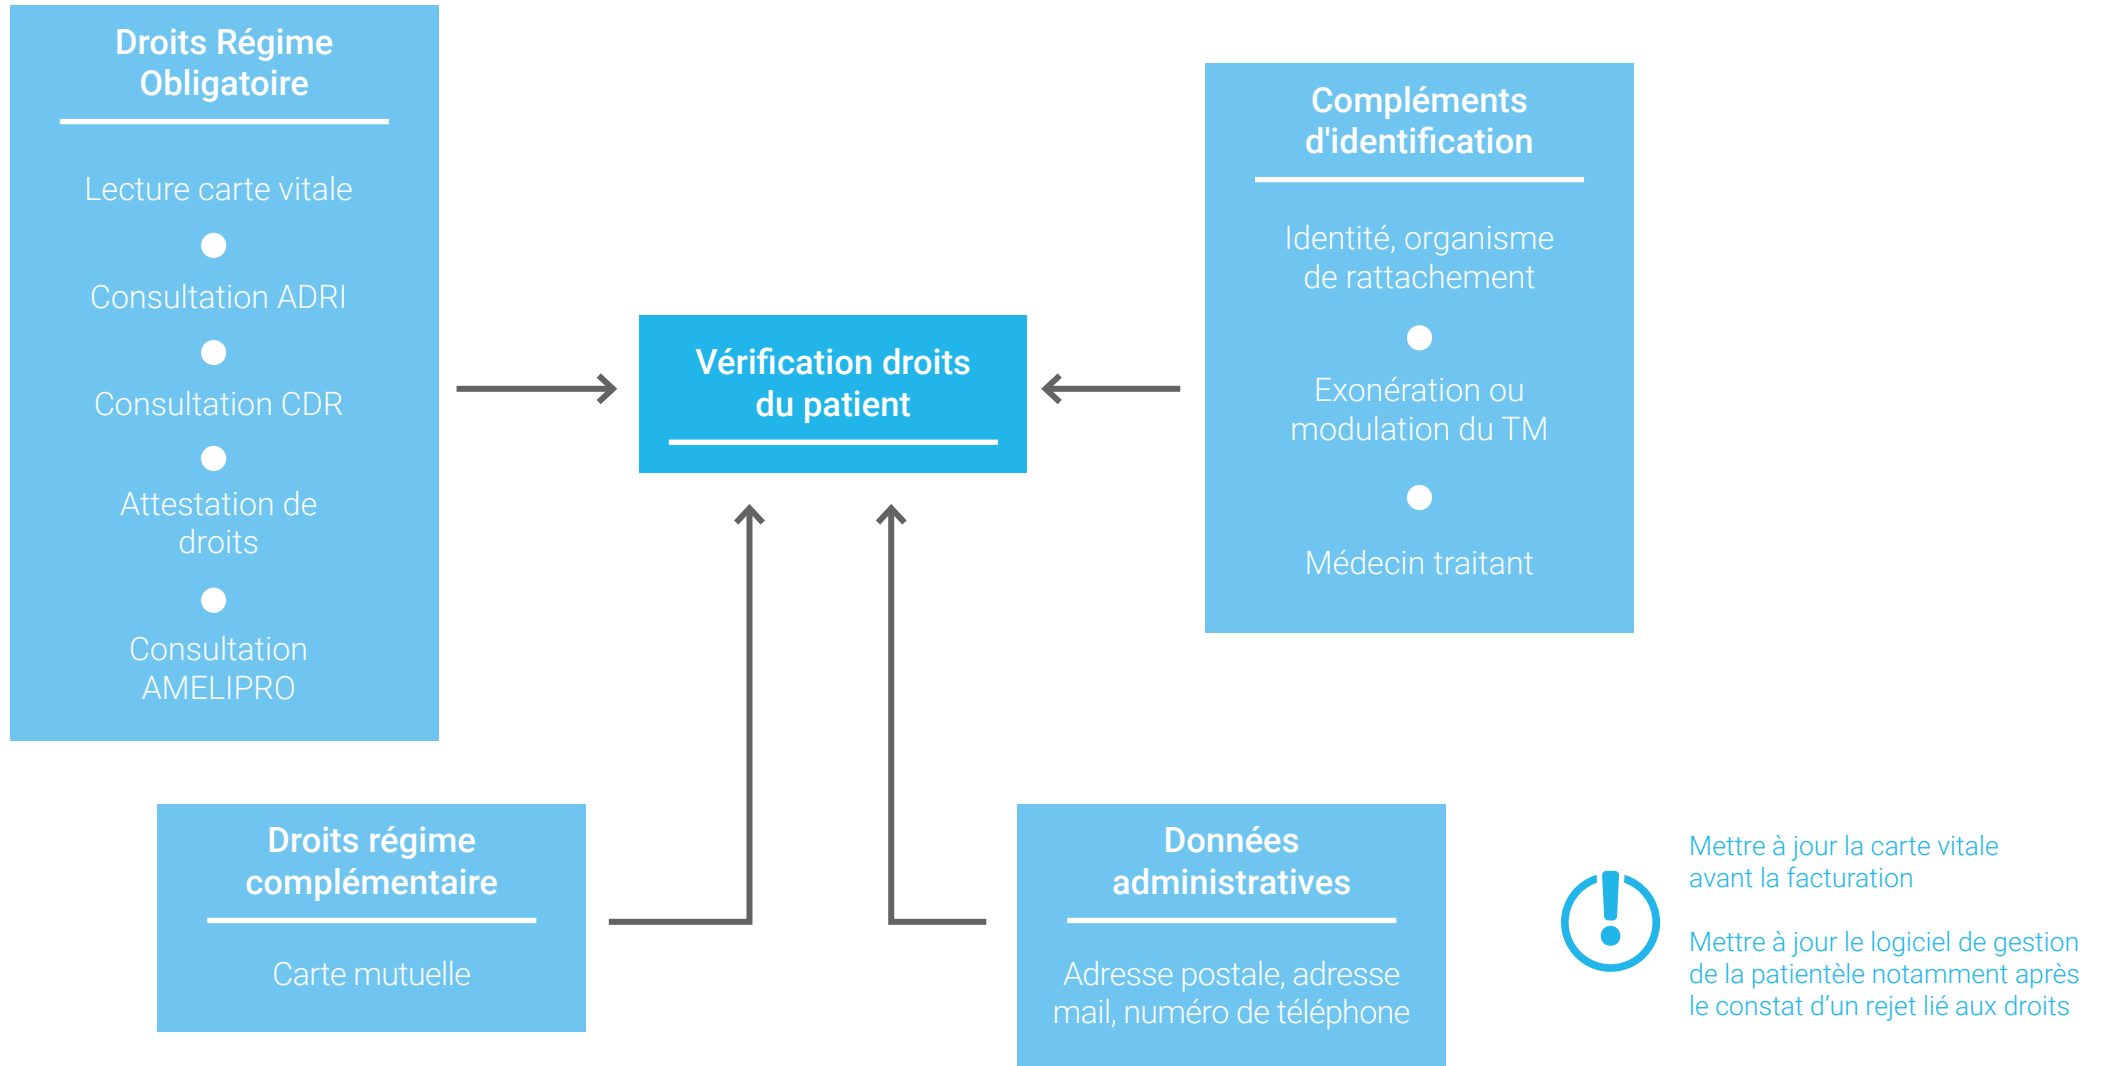 Droits Régime
Obligatoire
Lecture carte vitale
Consultation ADRI
Consultation CDR
Attestation de
droits
Consultation
AMELIPRO
Compléments
d'identification
Identité, organisme
de rattachement
Exonération ou
modulation du TM
Médecin traitant
Vérification droits
du patient
Droits régime
complémentaire
Carte mutuelle
Données
administratives
Adresse postale, adresse
mail, numéro de téléphone
Mettre à jour la carte vitale
avant la facturation
Mettre à jour le logiciel de gestion
de la patientèle notamment après
le constat d’un rejet lié aux droits